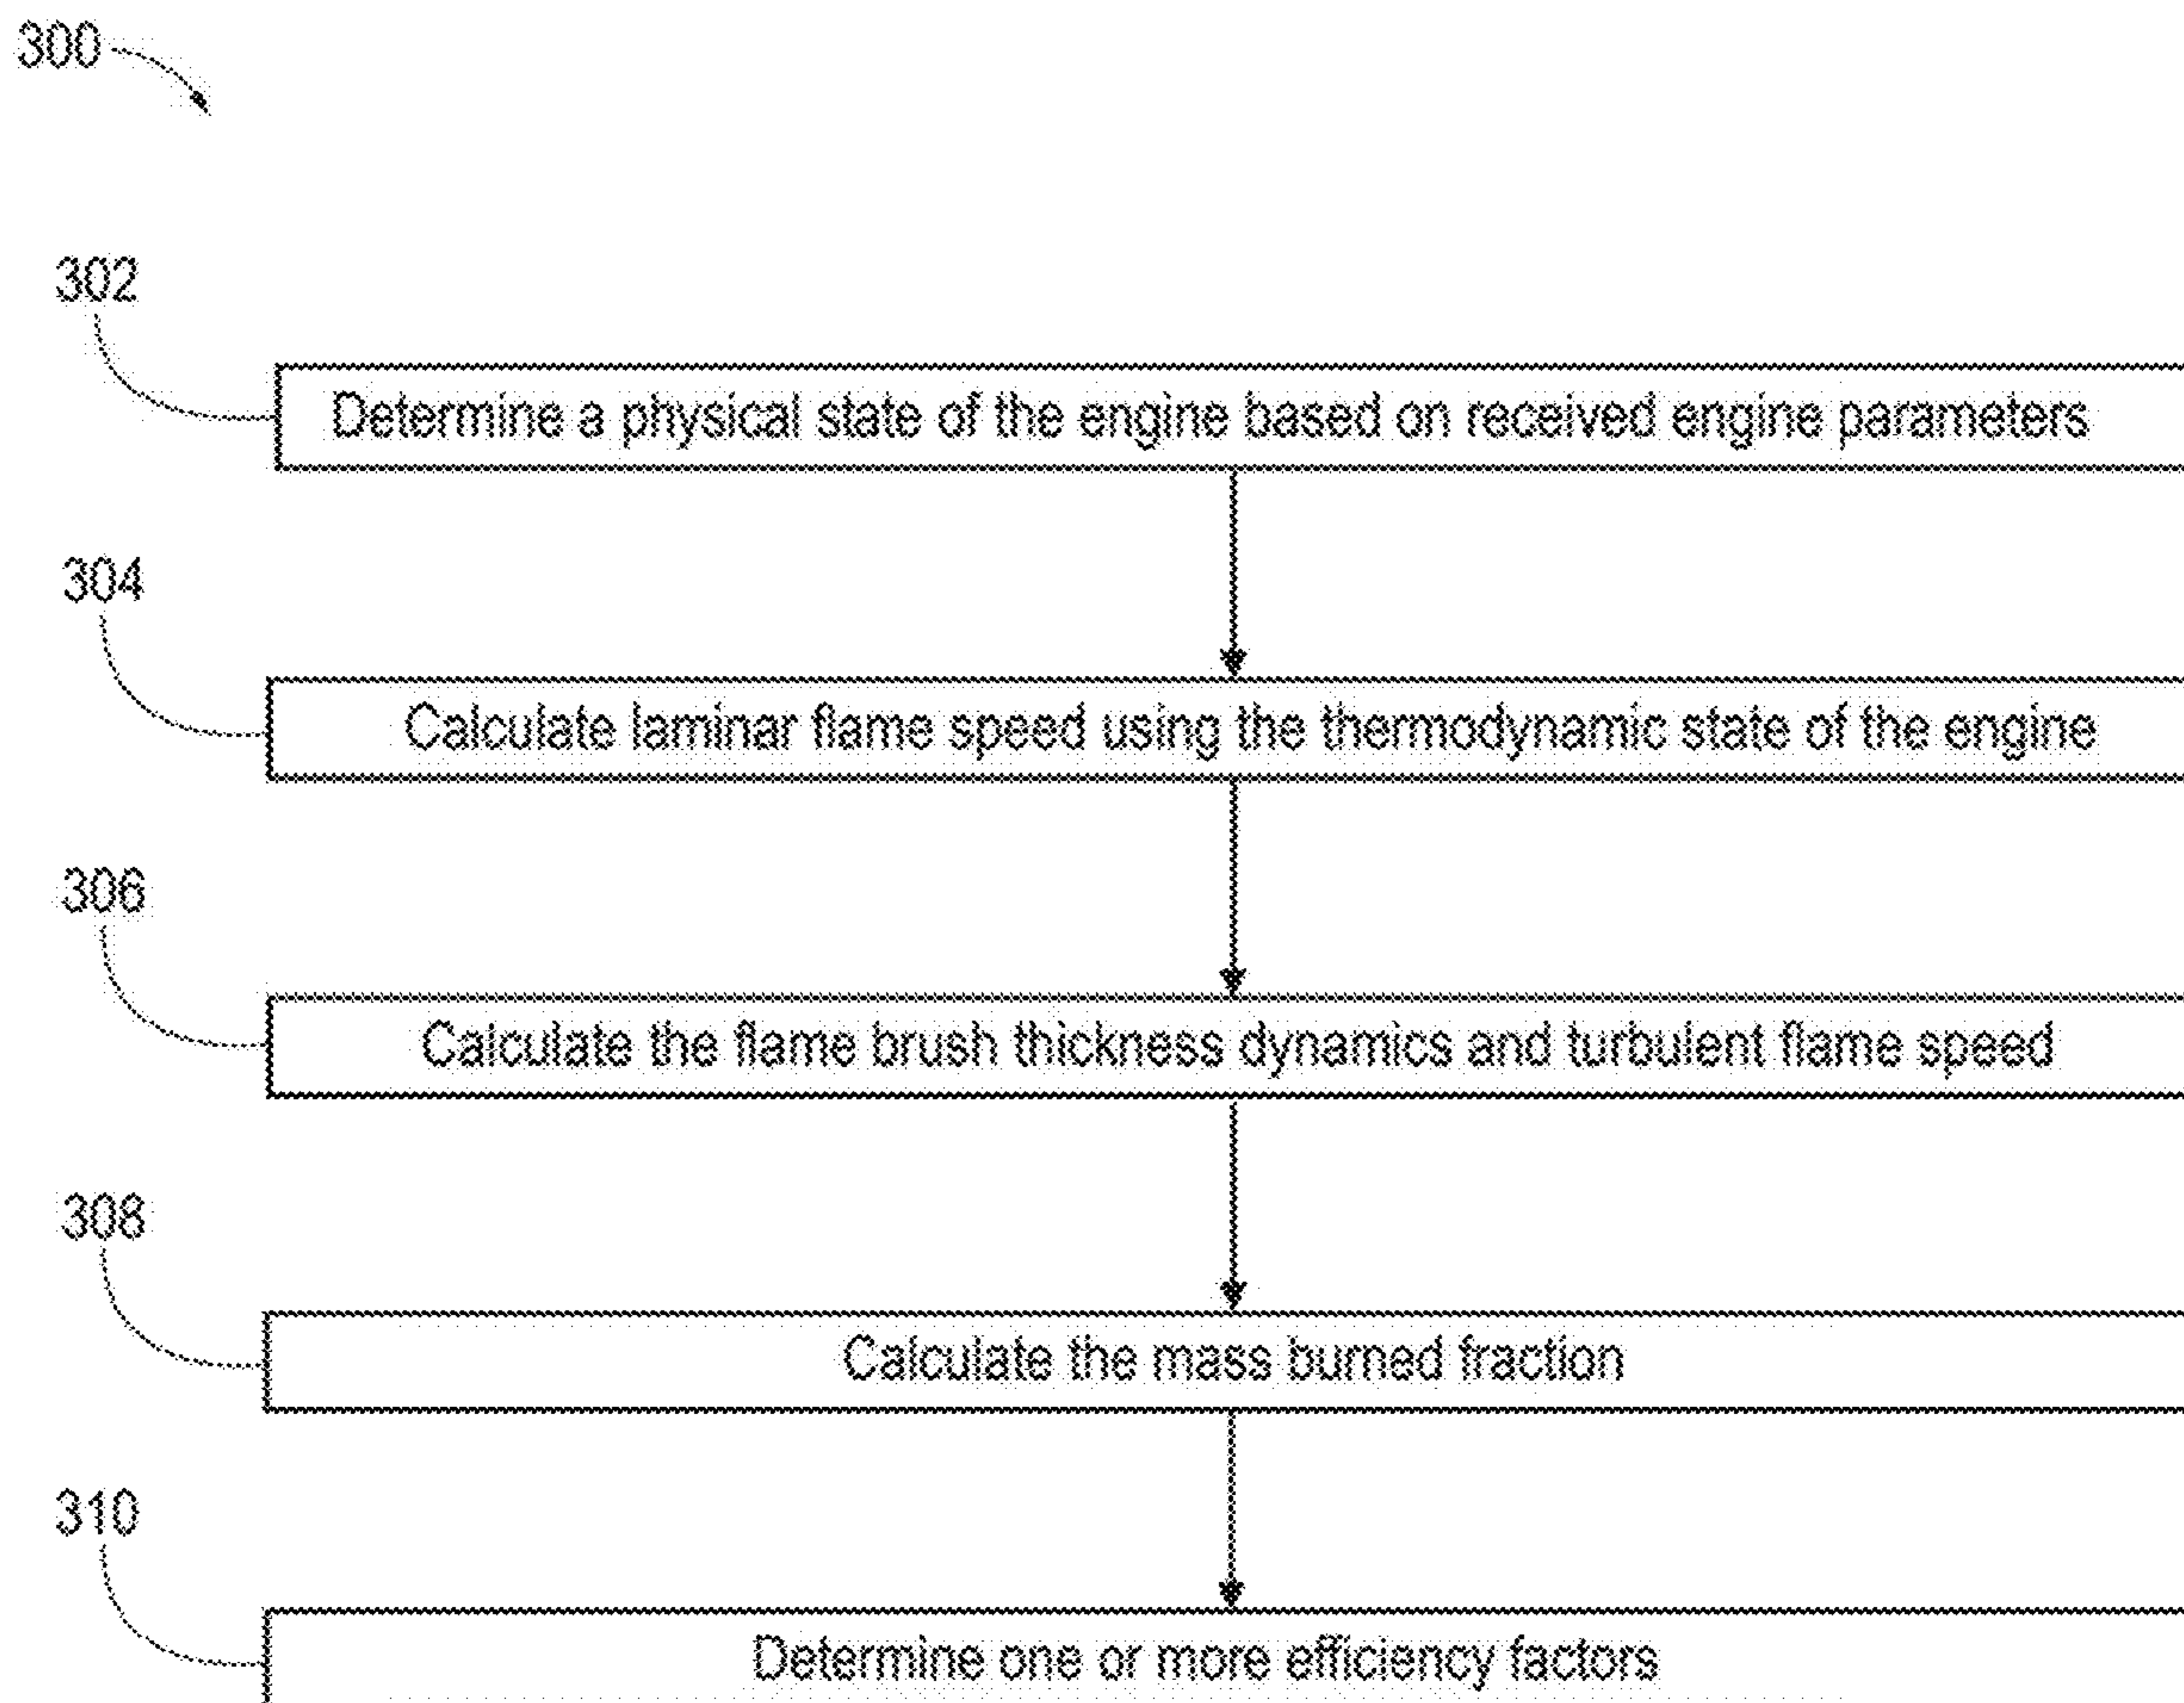 300
302
Determine a physical state of the engine based on received engine parameters
304
Calculate laminar flame speed using the thermodynamic state of the engine
306
Calculate the flame brush thickness dynamics and turbulent flame speed
308
Calculate the mass burned fraction
310
Determine one or more efficiency factors